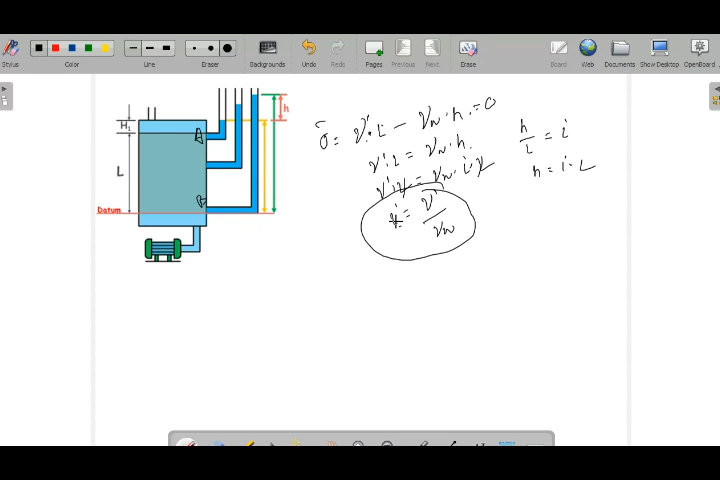 Stylus
Color
Line
Eraser
Backgrounds
Undo
Redo
Pages
Previous
Next
Erase
Board
Web
Documents
Show Desktop
OpenBoard
h
H₁
A
L
B
Datum
σ̄ = γ'·L − γw·h = 0
γ'·L = γw·h.
γ'·L = γw·i·L
i = γ' / γw
h / L = i
h = i·L